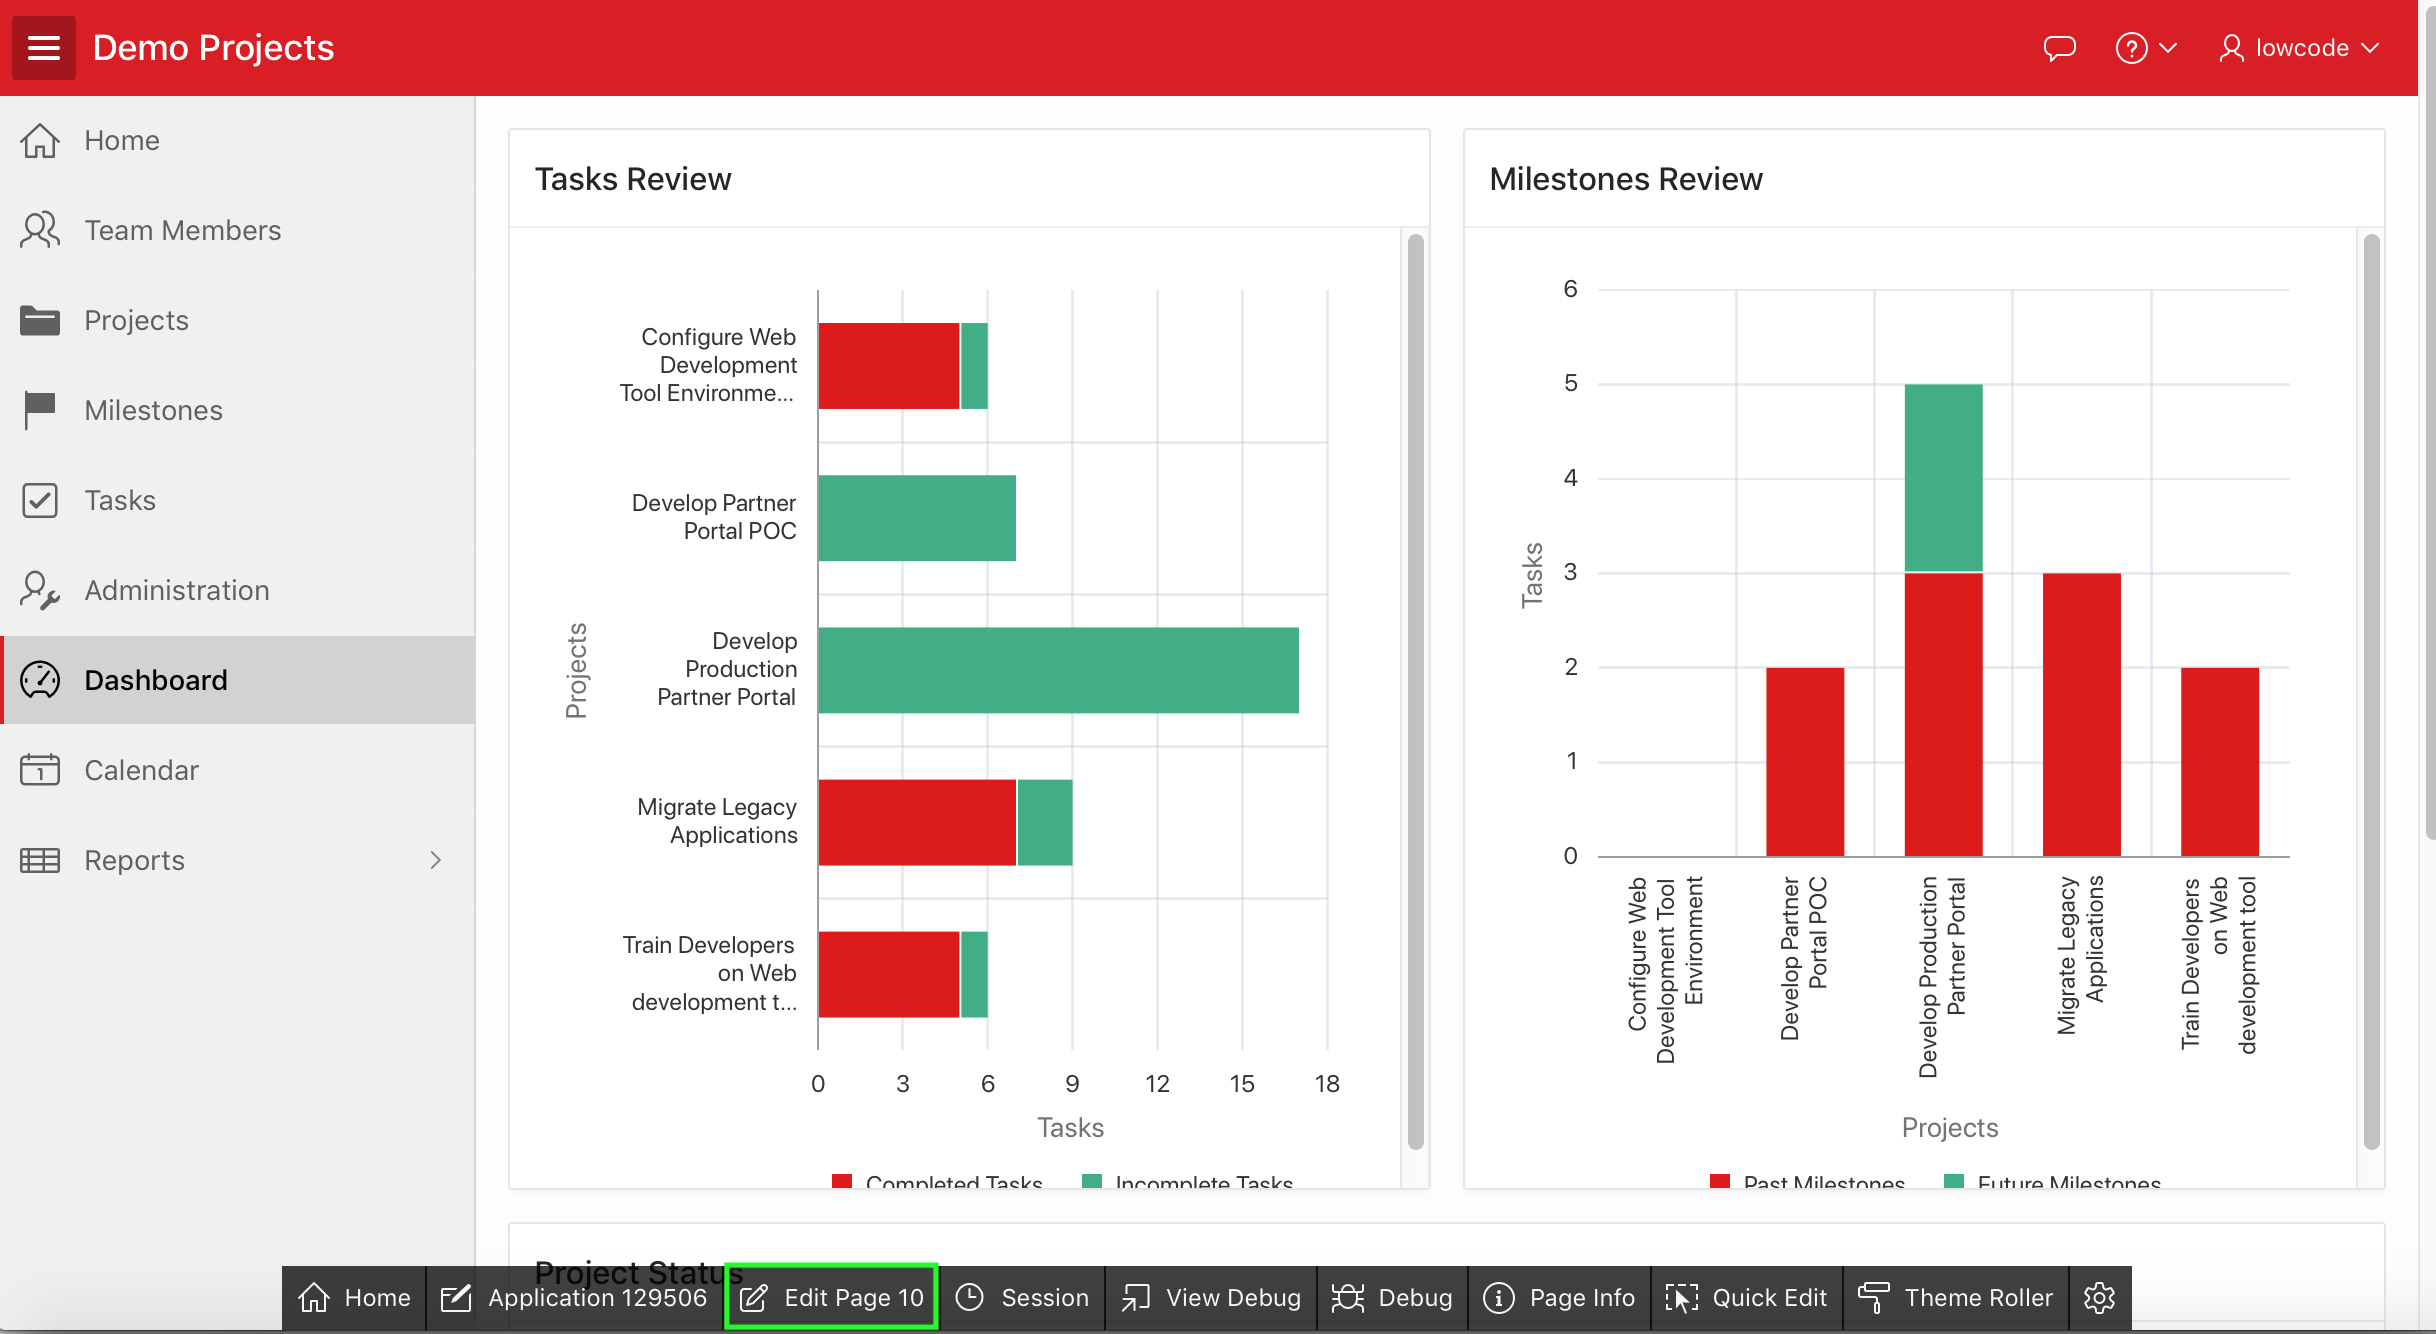 Demo Projects
?
lowcode
Home
Team Members
Projects
Milestones
Tasks
Administration
Dashboard
1
Calendar
Reports
Tasks Review
Projects
Configure Web
Development
Tool Environme...
Develop Partner
Portal POC
Develop
Production
Partner Portal
Migrate Legacy
Applications
Train Developers
on Web
development t...
0 3 6 9 12 15 18
Tasks
Completed Tasks Incomplete Tasks
Milestones Review
Tasks
6
5
4
3
2
1
0
Configure Web
Development Tool
Environment
Develop Partner
Portal POC
Develop Production
Partner Portal
Migrate Legacy
Applications
Train Developers
on Web
development tool
Projects
Past Milestones Future Milestones
Project Status
Home Application 129506 Edit Page 10 Session View Debug Debug Page Info Quick Edit Theme Roller